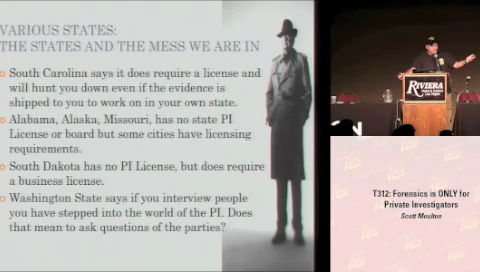 VARIOUS STATES:
THE STATES AND THE MESS WE ARE IN
South Carolina says it does require a license and
will hunt you down even if the evidence is
shipped to you to work on in your own state.
Alabama, Alaska, Missouri, has no state PI
License or board but some cities have licensing
requirements.
South Dakota has no PI License, but does require
a business license.
Washington State says if you interview people
you have stepped into the world of the PI. Does
that mean to ask questions of the parties?
RIVIERA
T312: Forensics is ONLY for
Private Investigators
Scott Moulton